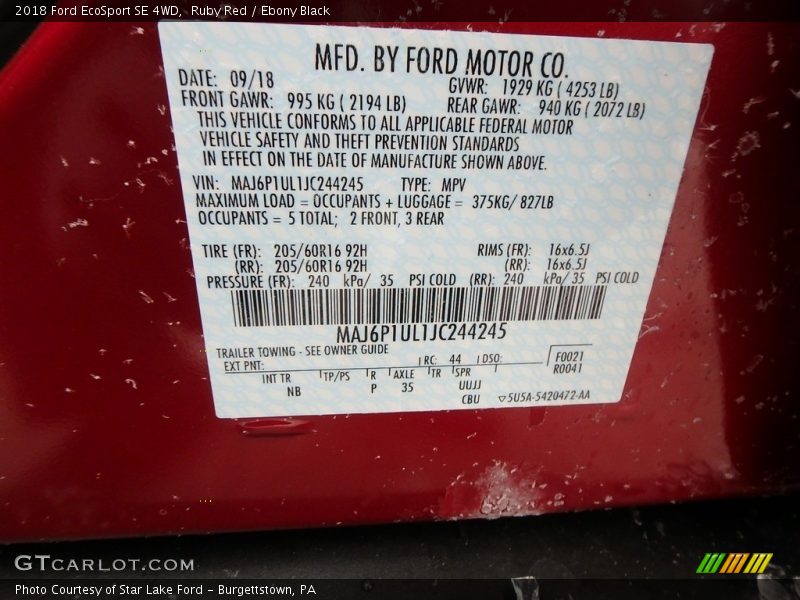 2018 Ford EcoSport SE 4WD, Ruby Red / Ebony Black
MFD. BY FORD MOTOR CO.
DATE: 09/18 GVWR: 1929 KG ( 4253 LB)
FRONT GAWR: 995 KG ( 2194 LB) REAR GAWR: 940 KG ( 2072 LB)
THIS VEHICLE CONFORMS TO ALL APPLICABLE FEDERAL MOTOR
VEHICLE SAFETY AND THEFT PREVENTION STANDARDS
IN EFFECT ON THE DATE OF MANUFACTURE SHOWN ABOVE.
VIN: MAJ6P1UL1JC244245 TYPE: MPV
MAXIMUM LOAD = OCCUPANTS + LUGGAGE = 375KG/ 827LB
OCCUPANTS = 5 TOTAL; 2 FRONT, 3 REAR
TIRE (FR): 205/60R16 92H RIMS (FR): 16x6.5J
(RR): 205/60R16 92H (RR): 16x6.5J
PRESSURE (FR): 240 kPa/ 35 PSI COLD (RR): 240 kPa/ 35 PSI COLD
MAJ6P1UL1JC244245
TRAILER TOWING - SEE OWNER GUIDE
EXT PNT: RC: 44 DSO: F0021
R0041
INT TR TP/PS R AXLE TR SPR
NB P 35 UUJJ
CBU ▽5U5A-5420472-AA
GTCARLOT.COM
Photo Courtesy of Star Lake Ford - Burgettstown, PA